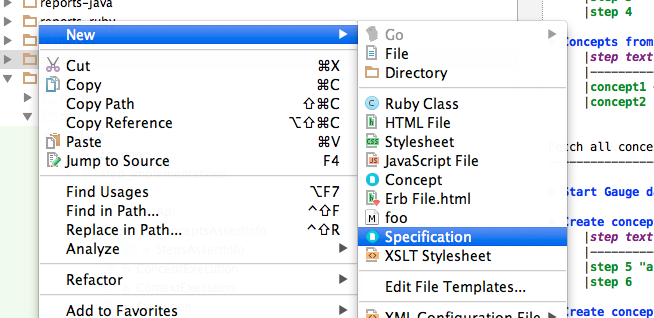 reports-java
reports-ruby
New
Cut ⌘X
Copy ⌘C
Copy Path ⇧⌘C
Copy Reference ⌥⇧⌘C
Paste ⌘V
Jump to Source F4
Find Usages ⌥F7
Find in Path... ^⇧F
Replace in Path... ^⇧R
Analyze
Refactor
Add to Favorites
Go
File
Directory
Ruby Class
HTML File
Stylesheet
JavaScript File
Concept
Erb File.html
foo
Specification
XSLT Stylesheet
Edit File Templates...
XML Configuration File
|step 4
Concepts from
|step text
|----------
|concept1
|concept2
Fetch all conce
* Start Gauge da
* Create concep
|step text
|----------
|step 5 "a
|step 6
* Create concep